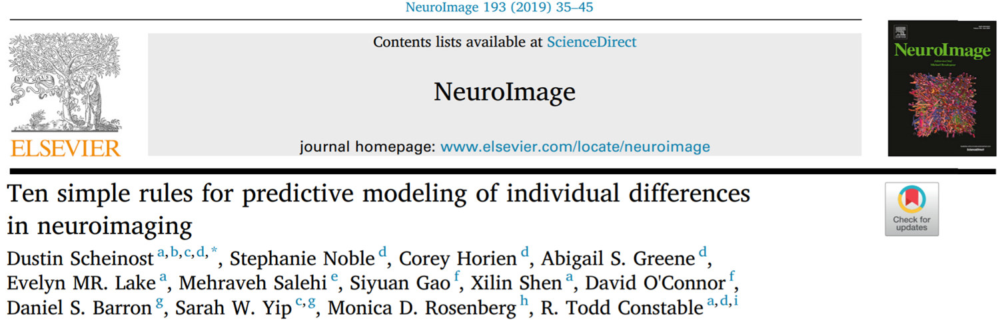 NeuroImage 193 (2019) 35–45
NON SOLUS
ELSEVIER
Contents lists available at ScienceDirect
NeuroImage
journal homepage: www.elsevier.com/locate/neuroimage
NeuroImage
ScienceDirect
Ten simple rules for predictive modeling of individual differences
in neuroimaging
Check for
updates
Dustin Scheinost a,b,c,d,*, Stephanie Noble d, Corey Horien d, Abigail S. Greene d,
Evelyn MR. Lake a, Mehraveh Salehi e, Siyuan Gao f, Xilin Shen a, David O'Connor f,
Daniel S. Barron g, Sarah W. Yip c,g, Monica D. Rosenberg h, R. Todd Constable a,d,i